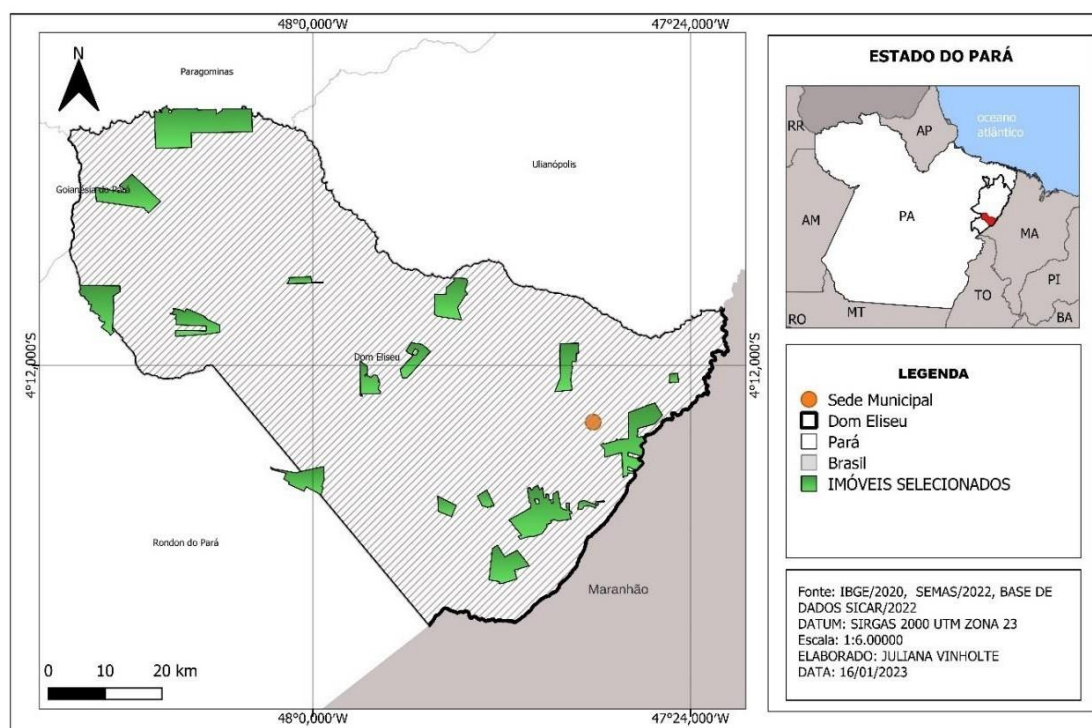 48°0,000'W
47°24,000'W
N
Paragominas
Ulianópolis
Goianésia do Pará
4°12,000'S
4°12,000'S
Dom Eliseu
Rondon do Pará
Maranhão
0 10 20 km
48°0,000'W
47°24,000'W
ESTADO DO PARÁ
oceano
atlântico
RR
AP
AM
PA
MA
PI
TO
BA
RO
MT
LEGENDA
Sede Municipal
Dom Eliseu
Pará
Brasil
IMÓVEIS SELECIONADOS
Fonte: IBGE/2020, SEMAS/2022, BASE DE
DADOS SICAR/2022
DATUM: SIRGAS 2000 UTM ZONA 23
Escala: 1:6.00000
ELABORADO: JULIANA VINHOLTE
DATA: 16/01/2023